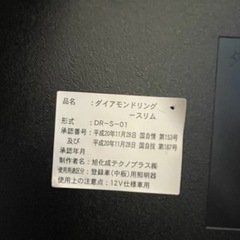 品名 : ダイアモンドリング
ースリム
形式 : DR-S-01
承認番号 : 平成20年11月28日 国自情 第153号
及び 平成20年11月28日 国自技 第187号
承認年月
制作者名 : 旭化成テクノプラス㈱
使用過通区分 : 登録車(中板)用照明器
使用上の注意点 : 12V仕様車用